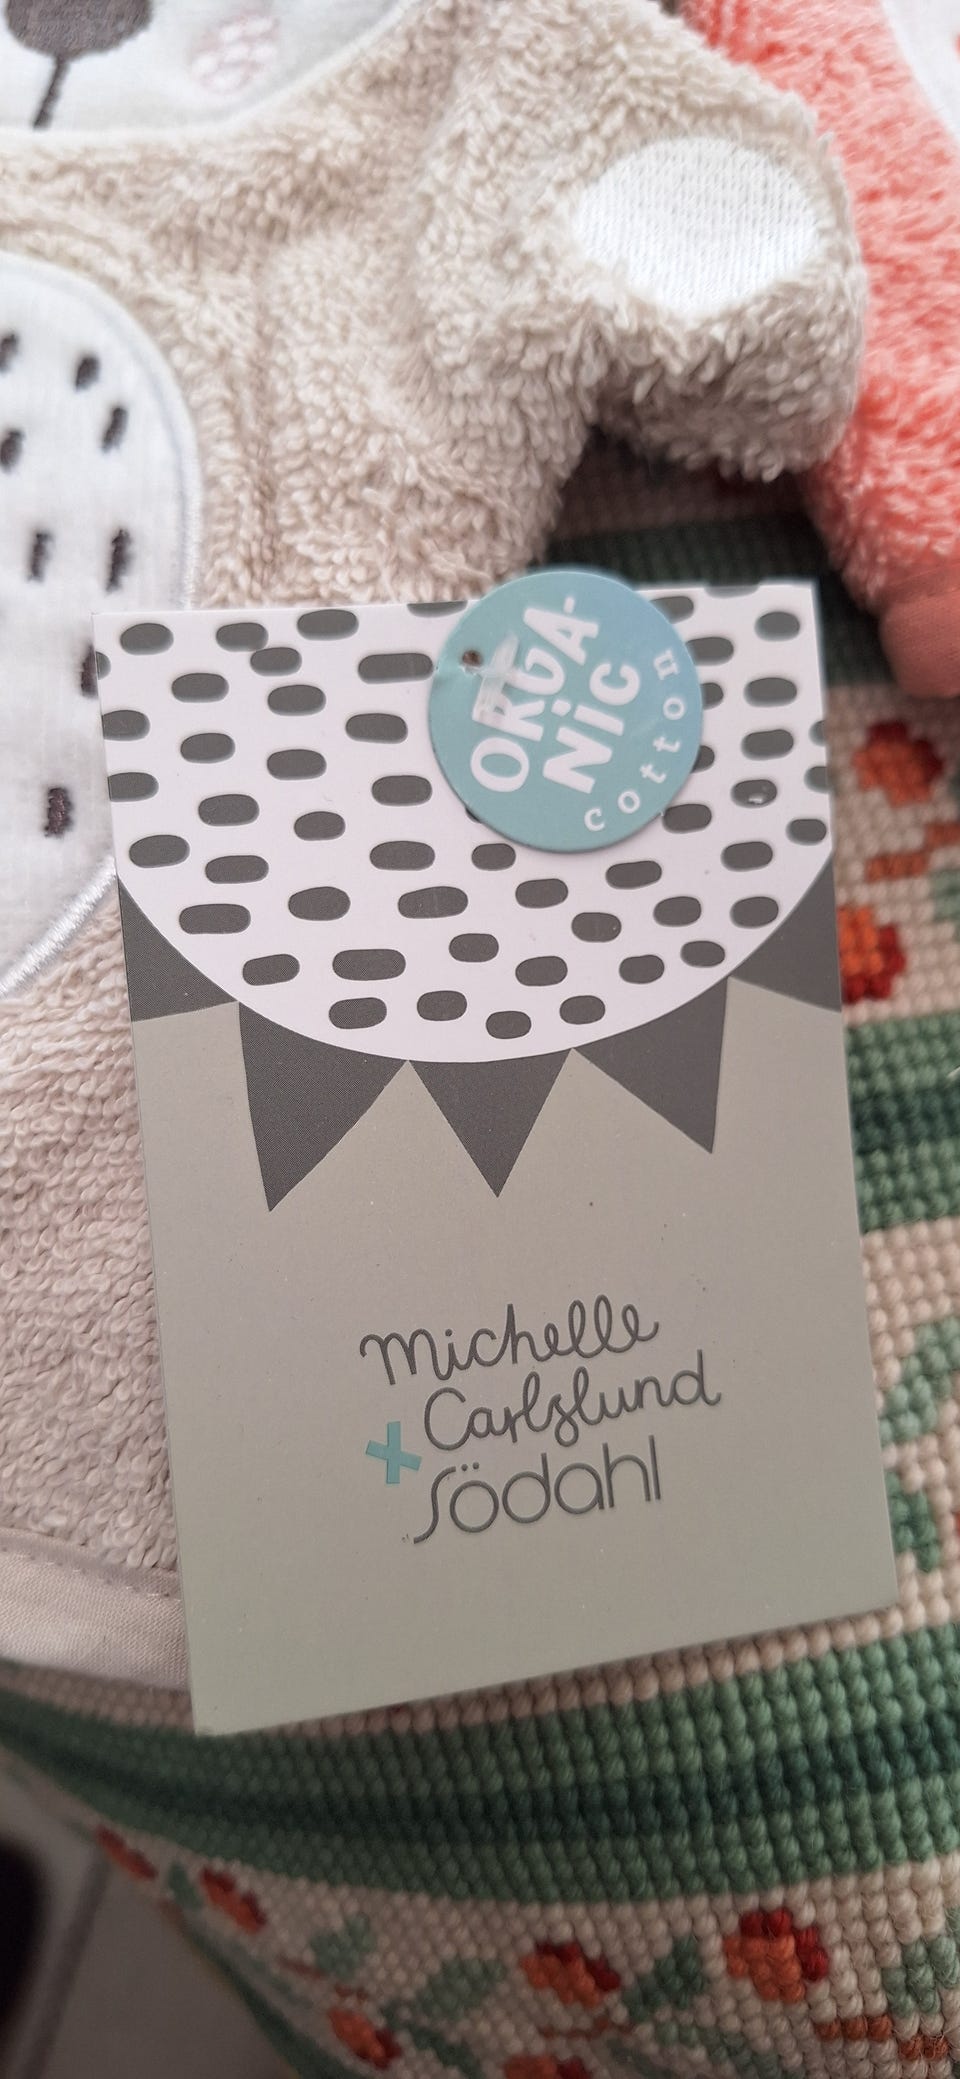 ORGA-
NiC
cotton
Michelle
Carlslund
+
Södahl